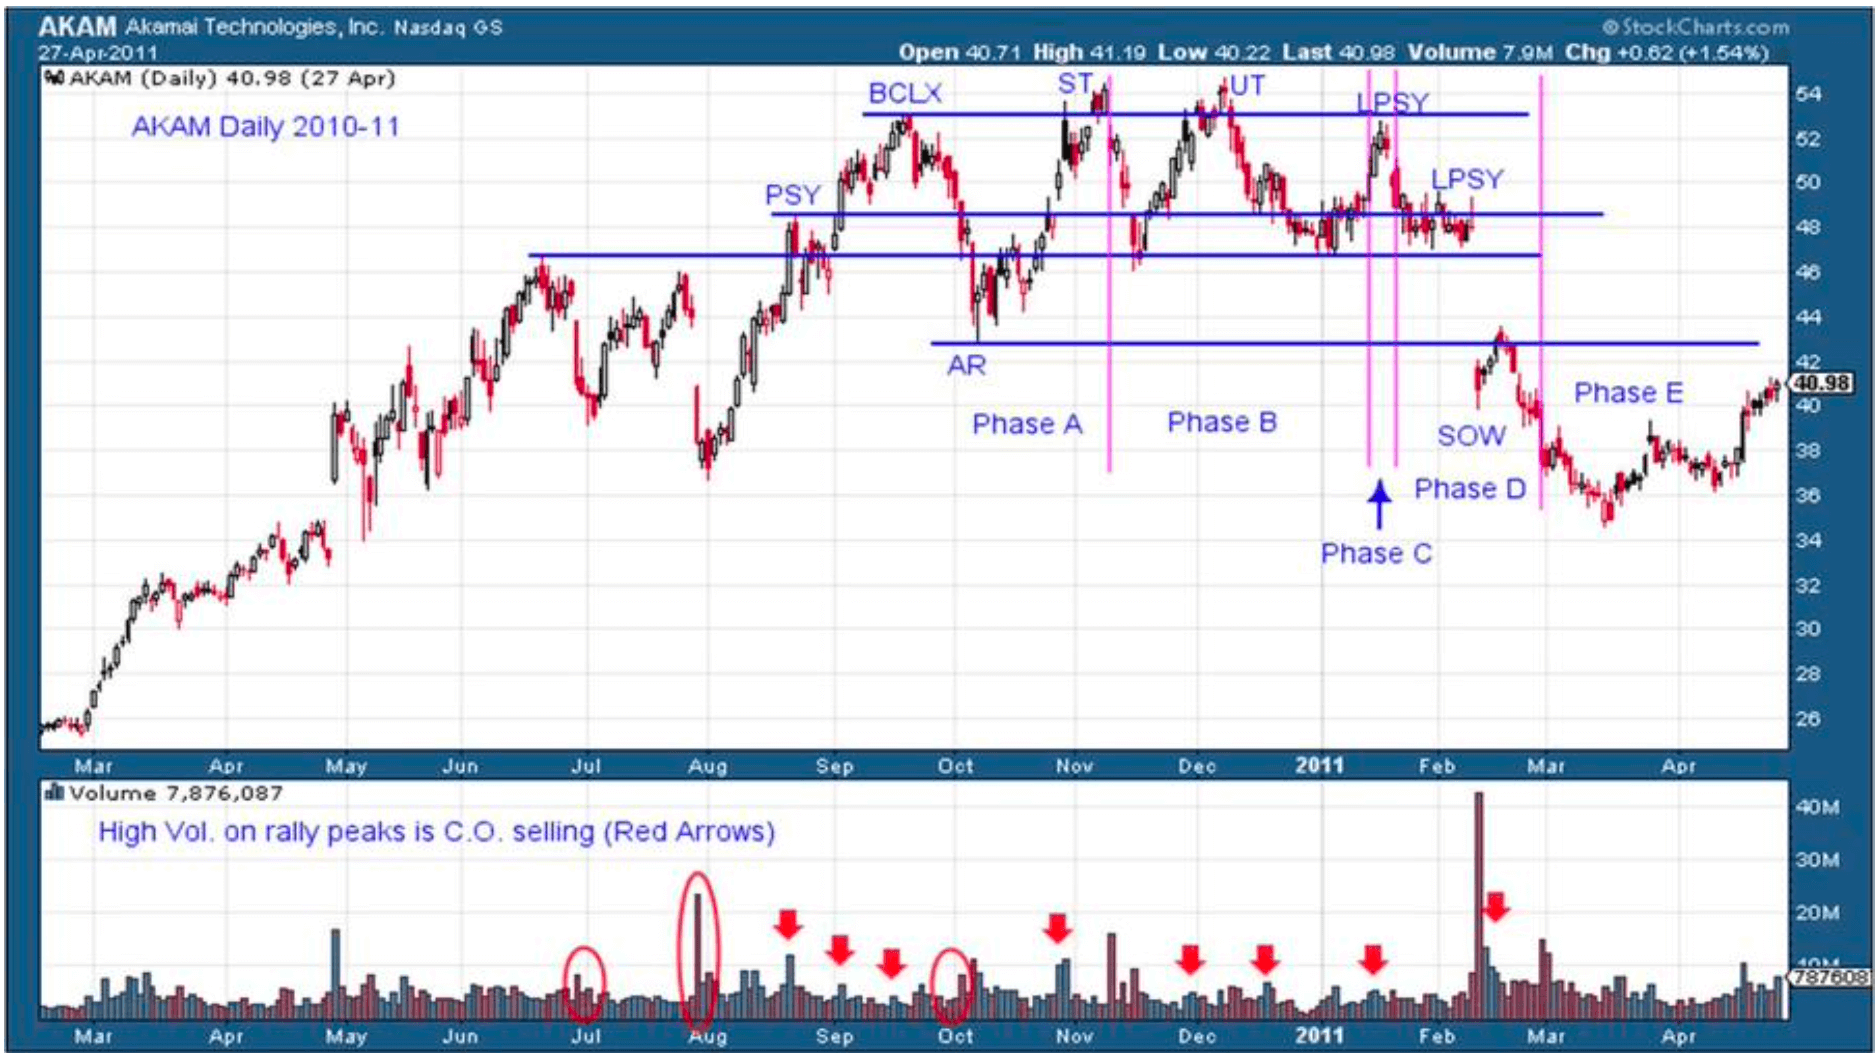 AKAM Akamai Technologies, Inc. Nasdaq GS
© StockCharts.com
27-Apr-2011
Open 40.71 High 41.19 Low 40.22 Last 40.98 Volume 7.9M Chg +0.62 (+1.54%)
AKAM (Daily) 40.98 (27 Apr)
AKAM Daily 2010-11
BCLX
ST
UT
LPSY
PSY
LPSY
AR
Phase A
Phase B
Phase E
SOW
Phase D
Phase C
54
52
50
48
46
44
42
40.98
40
38
36
34
32
30
28
26
Mar Apr May Jun Jul Aug Sep Oct Nov Dec 2011 Feb Mar Apr
Volume 7,876,087
High Vol. on rally peaks is C.O. selling (Red Arrows)
40M
30M
20M
10M
787608
Mar Apr May Jun Jul Aug Sep Oct Nov Dec 2011 Feb Mar Apr